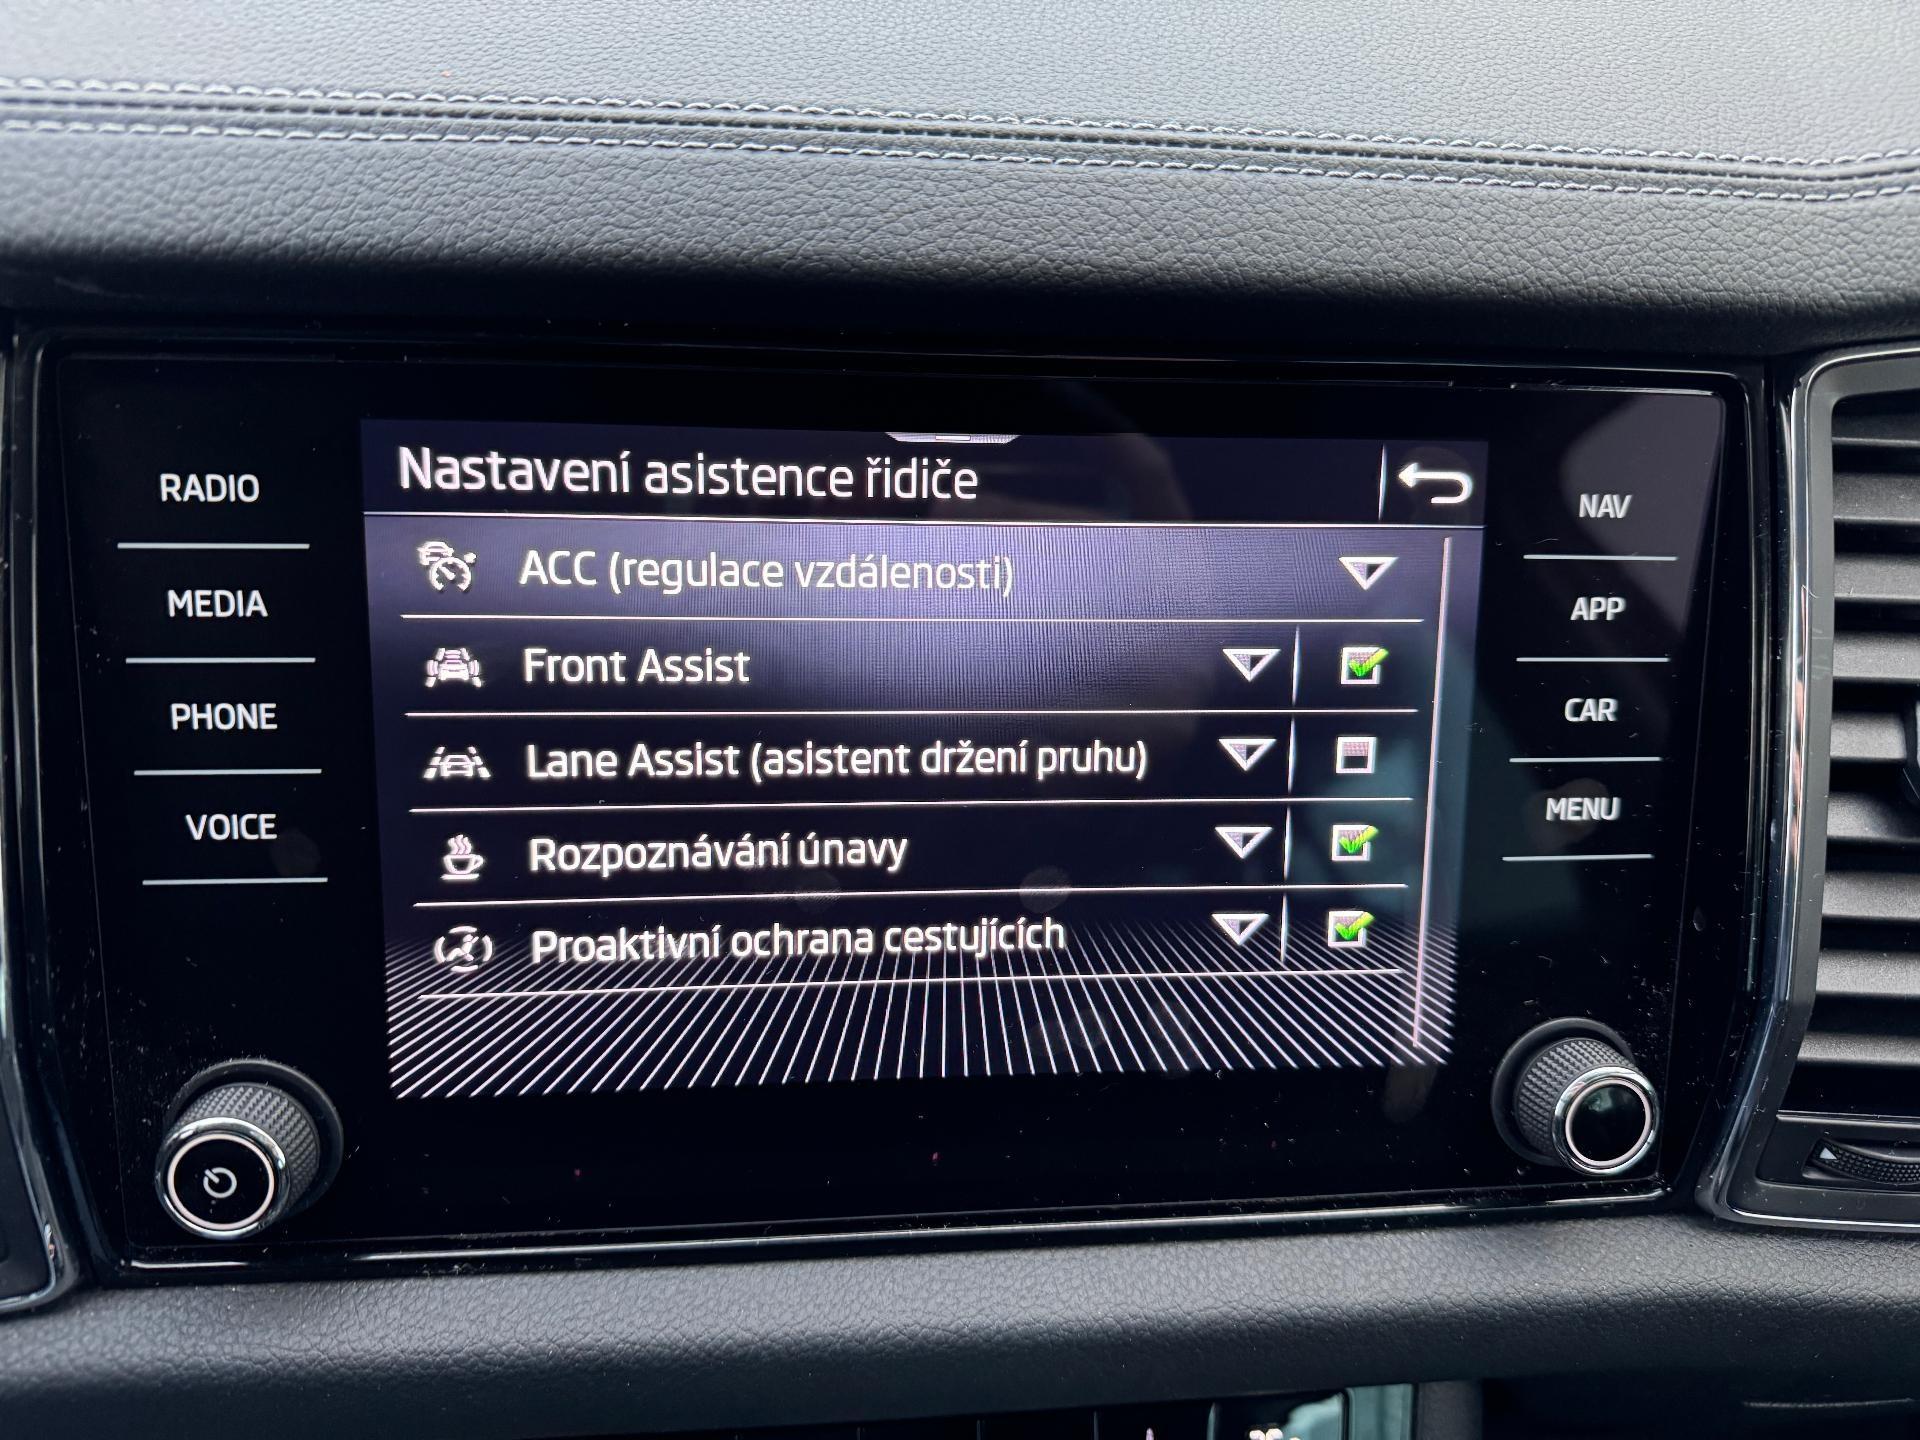 RADIO
MEDIA
PHONE
VOICE
Nastavení asistence řidiče
ACC (regulace vzdálenosti)
Front Assist
Lane Assist (asistent držení pruhu)
Rozpoznávání únavy
Proaktivní ochrana cestujících
NAV
APP
CAR
MENU